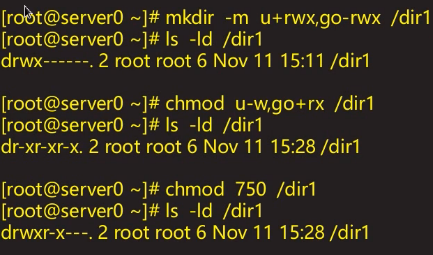 [root@server0 ~]# mkdir -m u+rwx,go-rwx /dir1
[root@server0 ~]# ls -ld /dir1
drwx------. 2 root root 6 Nov 11 15:11 /dir1
[root@server0 ~]# chmod u-w,go+rx /dir1
[root@server0 ~]# ls -ld /dir1
dr-xr-xr-x. 2 root root 6 Nov 11 15:28 /dir1
[root@server0 ~]# chmod 750 /dir1
[root@server0 ~]# ls -ld /dir1
drwxr-x---. 2 root root 6 Nov 11 15:28 /dir1